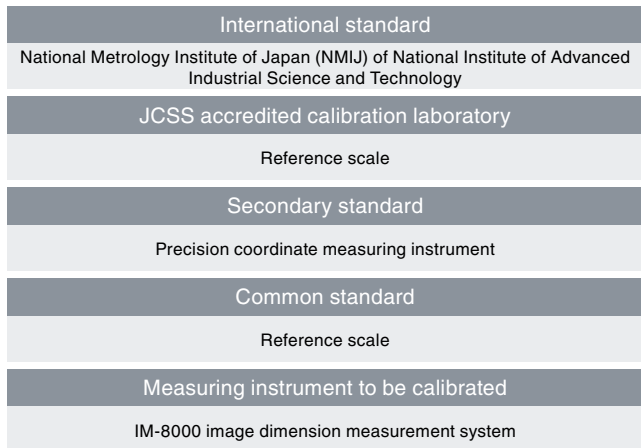 International standard
National Metrology Institute of Japan (NMIJ) of National Institute of Advanced
Industrial Science and Technology
JCSS accredited calibration laboratory
Reference scale
Secondary standard
Precision coordinate measuring instrument
Common standard
Reference scale
Measuring instrument to be calibrated
IM-8000 image dimension measurement system